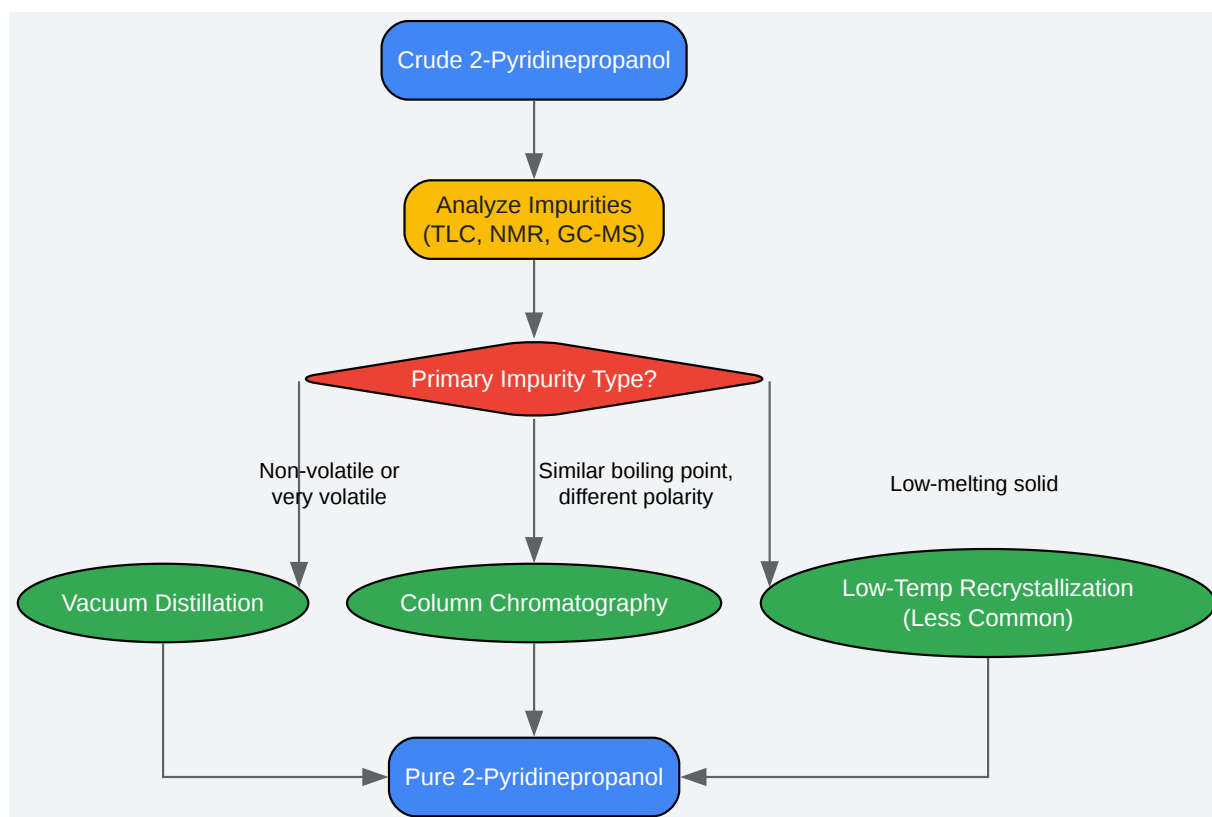 Crude 2-Pyridinepropanol
Analyze Impurities
(TLC, NMR, GC-MS)
Primary Impurity Type?
Non-volatile or
very volatile
Similar boiling point,
different polarity
Low-melting solid
Vacuum Distillation
Column Chromatography
Low-Temp Recrystallization
(Less Common)
Pure 2-Pyridinepropanol